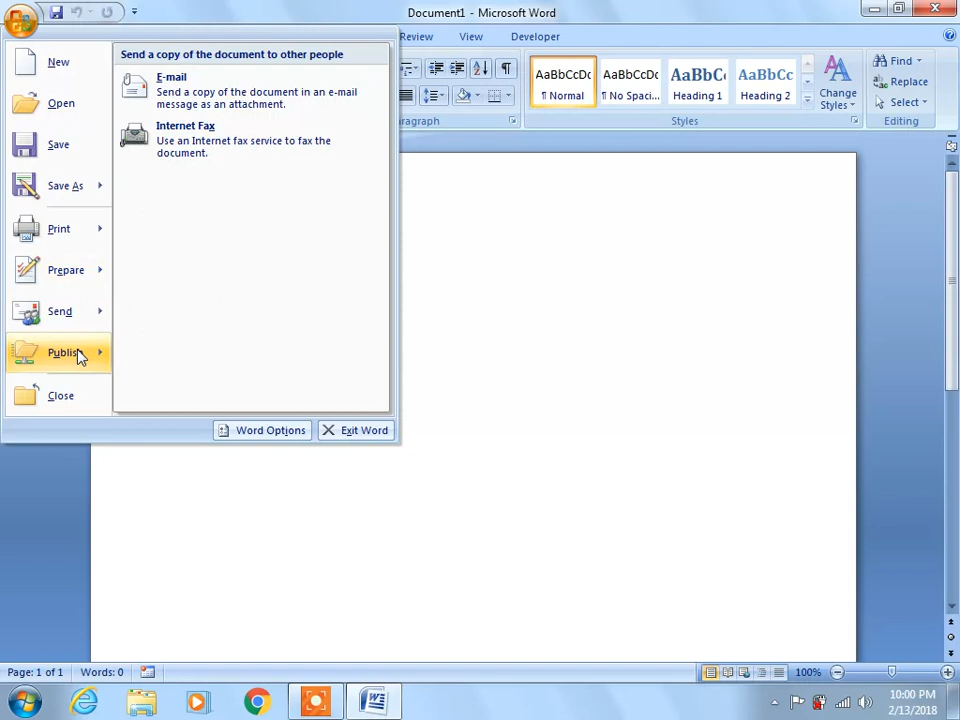 Document1 - Microsoft Word
Review View Developer
New
Open
Save
Save As
Print
Prepare
Send
Close
Send a copy of the document to other people
E-mail
Send a copy of the document in an e-mail
message as an attachment.
Internet Fax
Use an Internet fax service to fax the
document.
Word Options
Exit Word
AaBbCcDc AaBbCcDc AaBbCc AaBbCc
¶ Normal ¶ No Spaci... Heading 1 Heading 2
Change
Styles
Find
Replace
Select
Styles Editing
Page: 1 of 1 Words: 0
100%
10:00 PM
2/13/2018